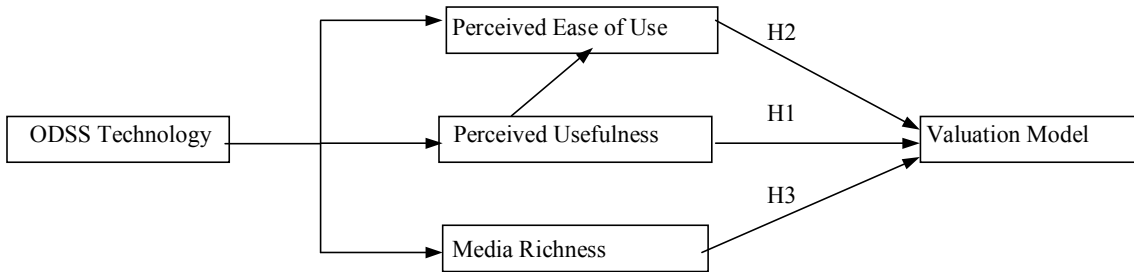 Perceived Ease of Use
H2
ODSS Technology
Perceived Usefulness
H1
Valuation Model
H3
Media Richness